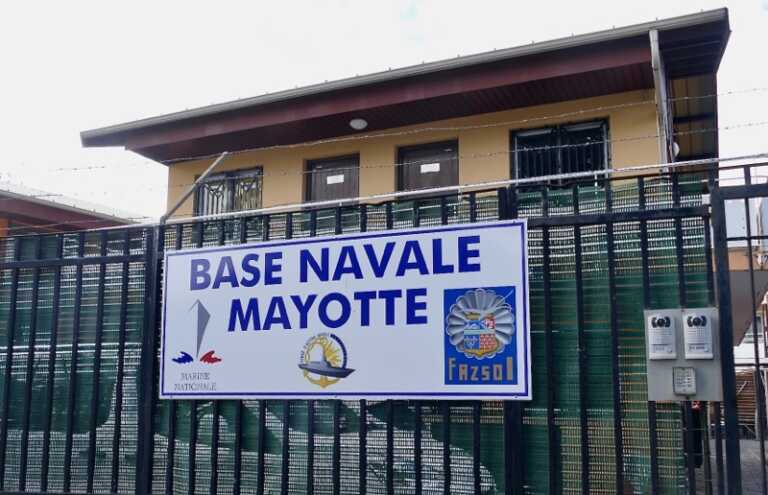 BASE NAVALE
MAYOTTE
MARINE
NATIONALE
FAZSOI